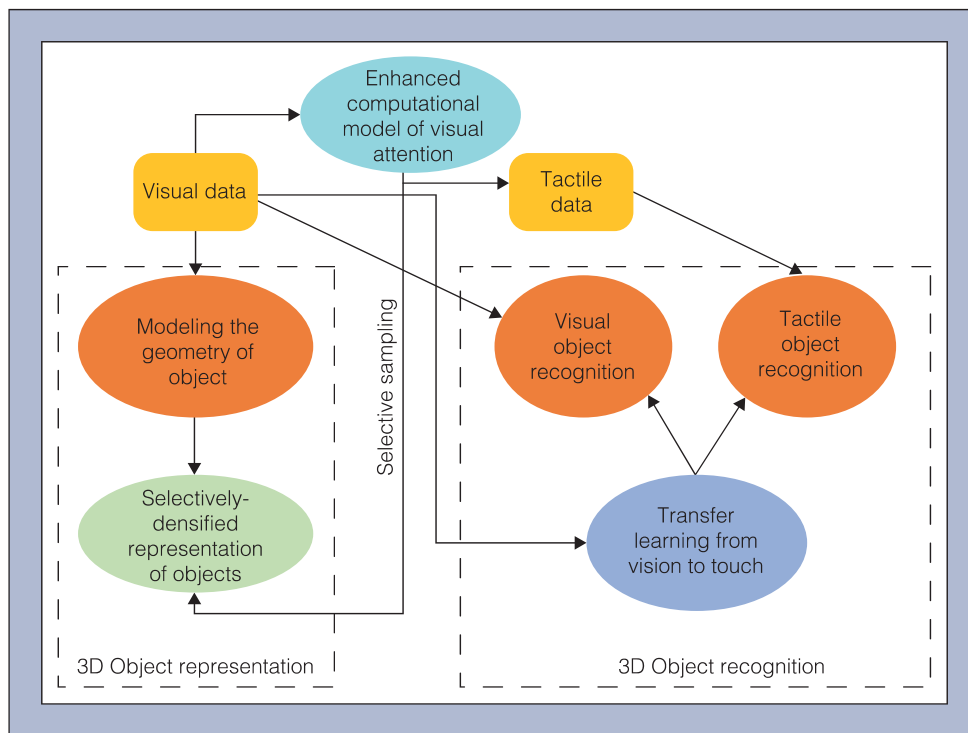 Enhanced
computational
model of visual
attention
Visual data
Tactile
data
Modeling the
geometry of
object
Selective sampling
Visual
object
recognition
Tactile
object
recognition
Selectively-
densified
representation
of objects
Transfer
learning from
vision to touch
3D Object representation
3D Object recognition